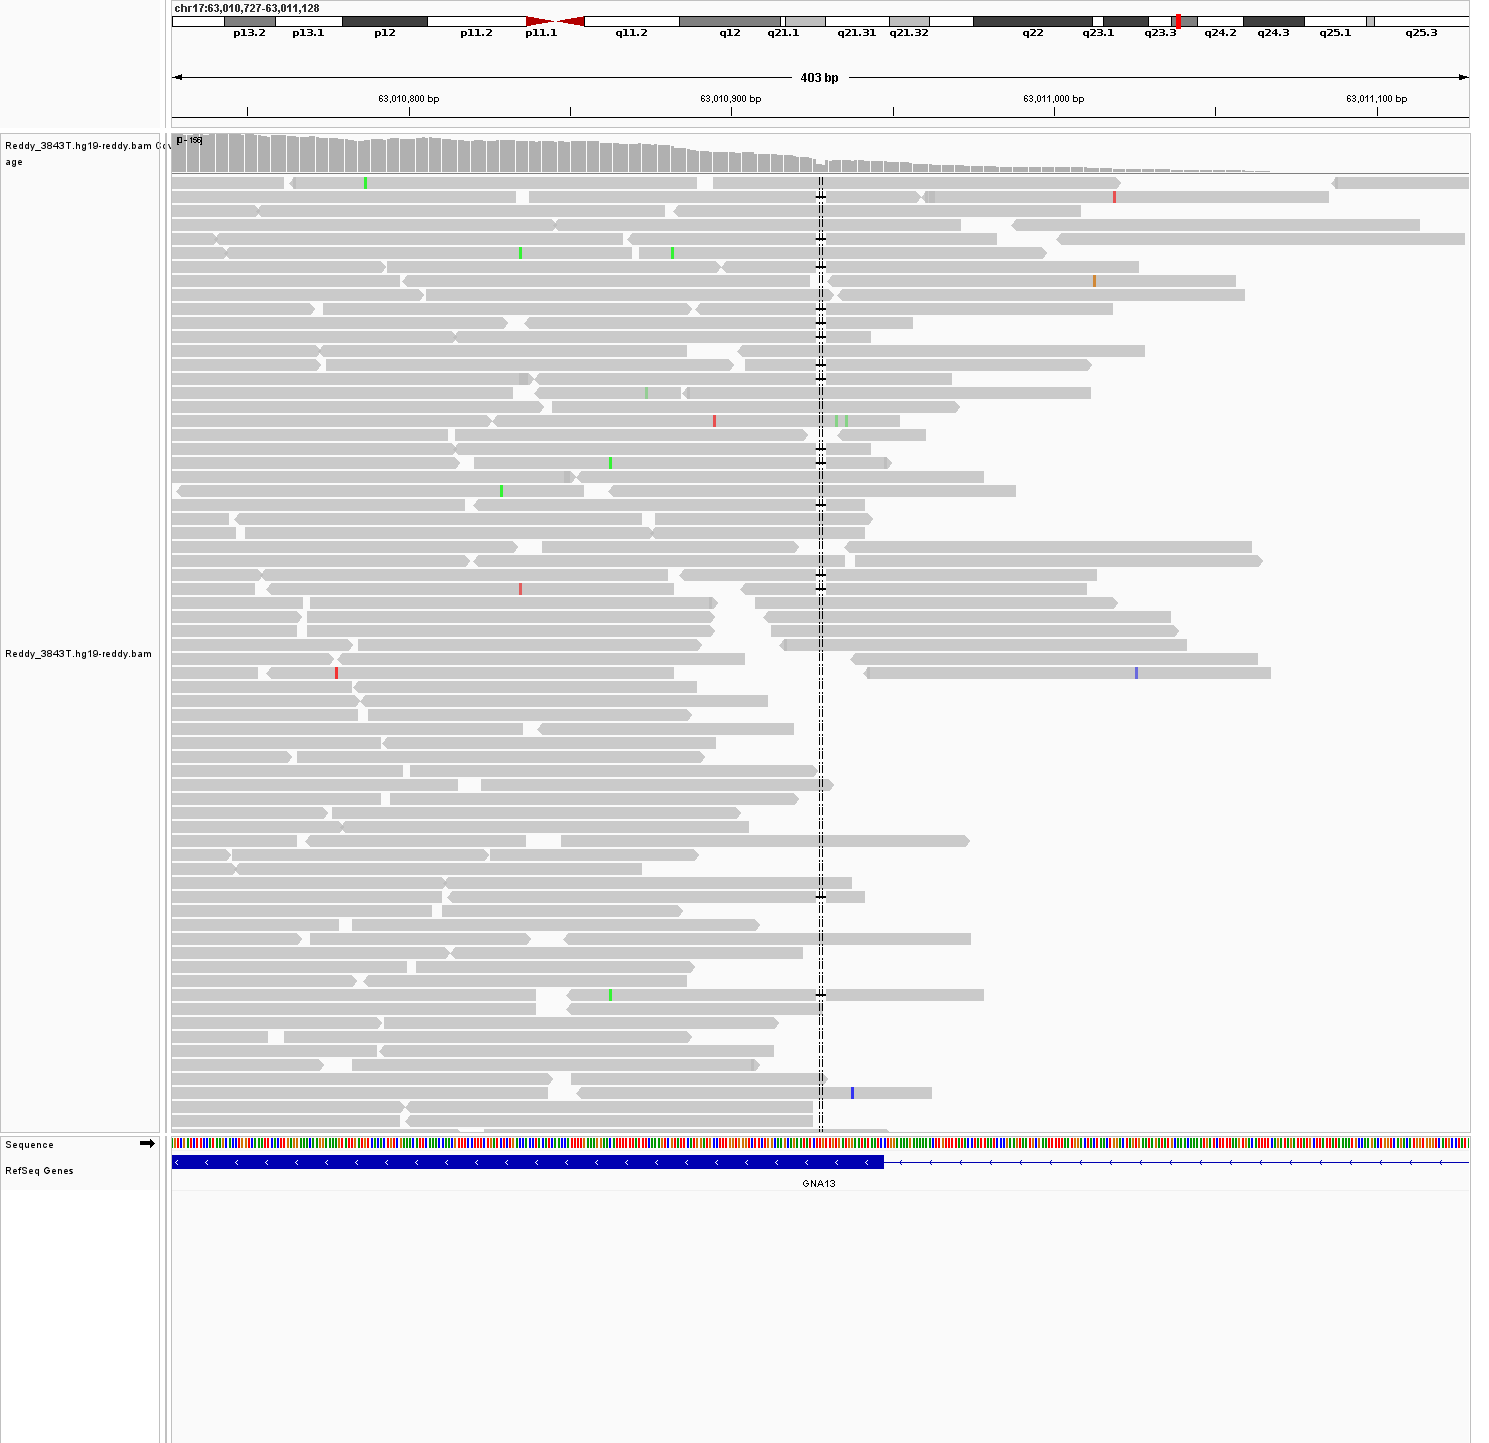 chr17:63,010,727-63,011,128
p13.2 p13.1 p12 p11.2 p11.1 q11.2 q12 q21.1 q21.31 q21.32 q22 q23.1 q23.3 q24.2 q24.3 q25.1 q25.3
403 bp
63,010,800 bp 63,010,900 bp 63,011,000 bp 63,011,100 bp
[0 - 156]
Reddy_3843T.hg19-reddy.bam Cov
age
Reddy_3843T.hg19-reddy.bam
Sequence
RefSeq Genes
GNA13